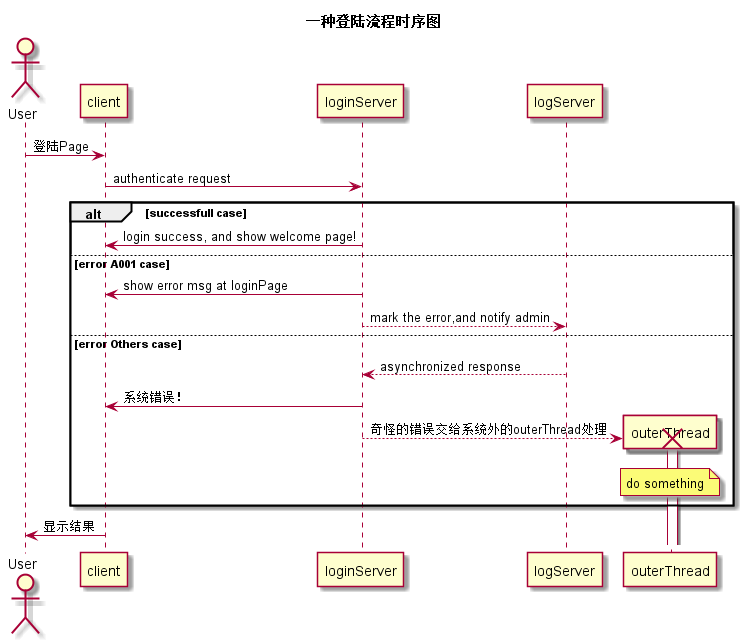 一种登陆流程时序图
User
client
loginServer
logServer
登陆Page
authenticate request
alt
[successfull case]
login success, and show welcome page!
[error A001 case]
show error msg at loginPage
mark the error,and notify admin
[error Others case]
asynchronized response
系统错误！
奇怪的错误交给系统外的outerThread处理
outerThread
do something
显示结果
User
client
loginServer
logServer
outerThread